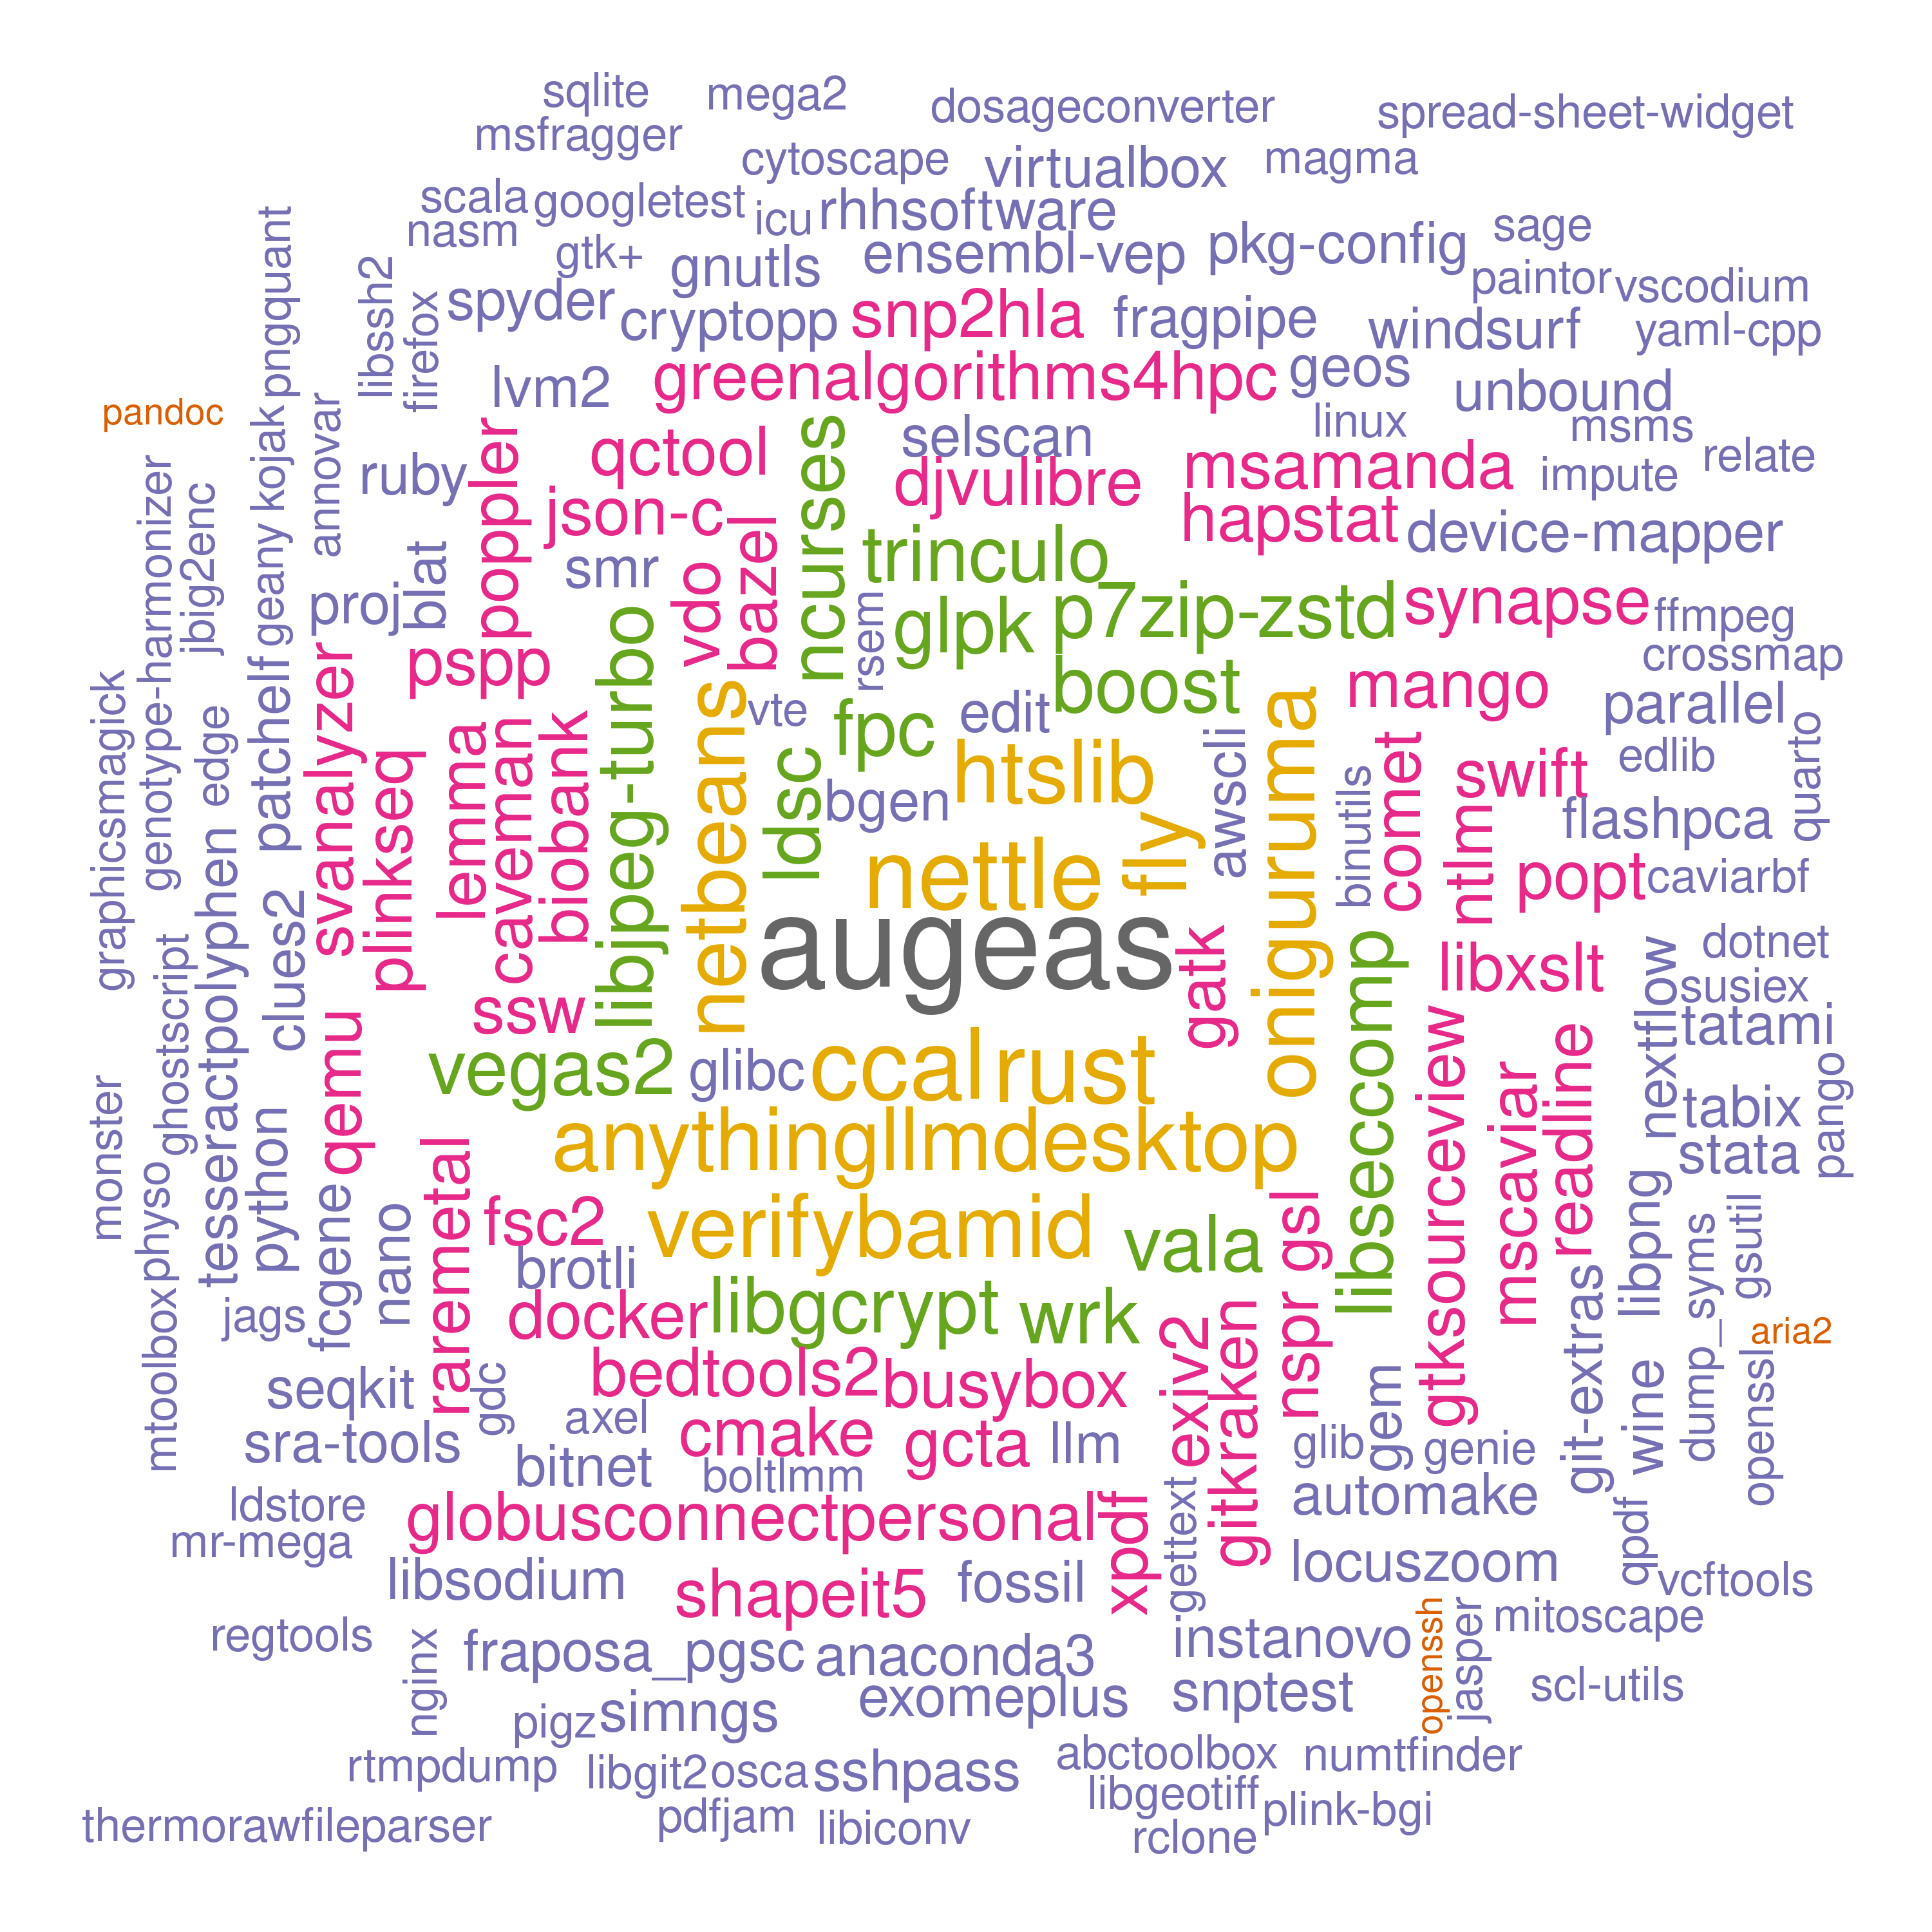 sqlite
mega2
dosageconverter
spread-sheet-widget
msfragger
cytoscape
virtualbox
magma
scala
googletest
icu
rhhsoftware
nasm
gtk+
gnutls
ensembl-vep
pkg-config
sage
pngquant
libssh2
firefox
spyder
cryptopp
snp2hla
fragpipe
windsurf
paintor
vscodium
yaml-cpp
pandoc
lvm2
greenalgorithms4hpc
geos
unbound
linux
msms
relate
kojak
annovar
ruby
poppler
qctool
ncurses
selscan
djvulibre
msamanda
impute
genotype-harmonizer
jbig2enc
geany
blat
json-c
bazel
trinculo
hapstat
device-mapper
proj
smr
vdo
rsem
glpk
p7zip-zstd
synapse
ffmpeg
crossmap
graphicsmagick
edge
patchelf
svanalyzer
pspp
libjpeg-turbo
netbeans
vte
fpc
edit
boost
oniguruma
mango
parallel
plinkseq
lemma
caveman
biobank
ldsc
bgen
htslib
awscli
binutils
comet
ntlm
swift
edlib
quarto
flashpca
polyphen
clues2
nettle
fly
popt
caviarbf
ghostscript
ssw
augeas
gatk
libseccomp
libxslt
nextflow
dotnet
susiex
tatami
monster
physo
tesseract
python
qemu
vegas2
glibc
ccal
rust
gtksourceview
mscaviar
readline
tabix
stata
pango
anythingllmdesktop
fcgene
nano
raremetal
fsc2
verifybamid
vala
gsl
libpng
dump_syms
gsutil
mtoolbox
jags
brotli
docker
libgcrypt
wrk
exiv2
gitkraken
nspr
git-extras
wine
aria2
openssl
seqkit
gdc
bedtools2
busybox
gem
sra-tools
axel
cmake
gcta
llm
glib
genie
bitnet
boltlmm
automake
ldstore
mr-mega
globusconnectpersonal
xpdf
gettext
locuszoom
qpdf
vcftools
libsodium
shapeit5
fossil
regtools
nginx
fraposa_pgsc
anaconda3
instanovo
openssh
jasper
mitoscape
pigz
simngs
exomeplus
snptest
scl-utils
rtmpdump
libgit2
osca
sshpass
abctoolbox
numtfinder
thermorawfileparser
pdfjam
libiconv
libgeotiff
rclone
plink-bgi